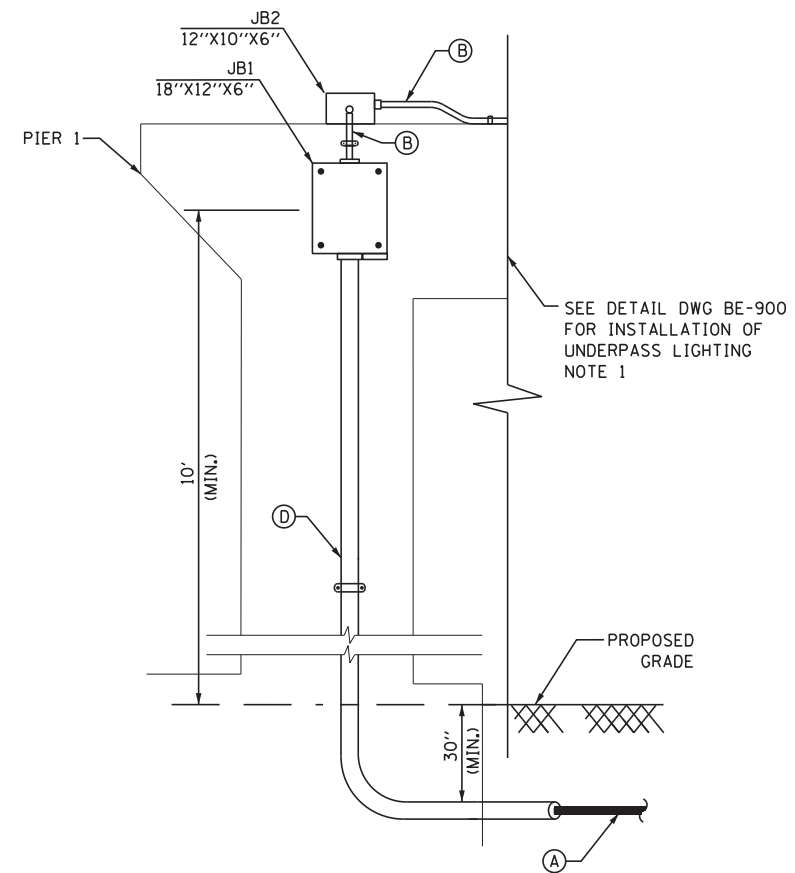 JB2
12"X10"X6"
B
JB1
18"X12"X6"
PIER 1
B
SEE DETAIL DWG BE-900
FOR INSTALLATION OF
UNDERPASS LIGHTING
NOTE 1
10'
(MIN.)
D
PROPOSED
GRADE
30"
(MIN.)
A